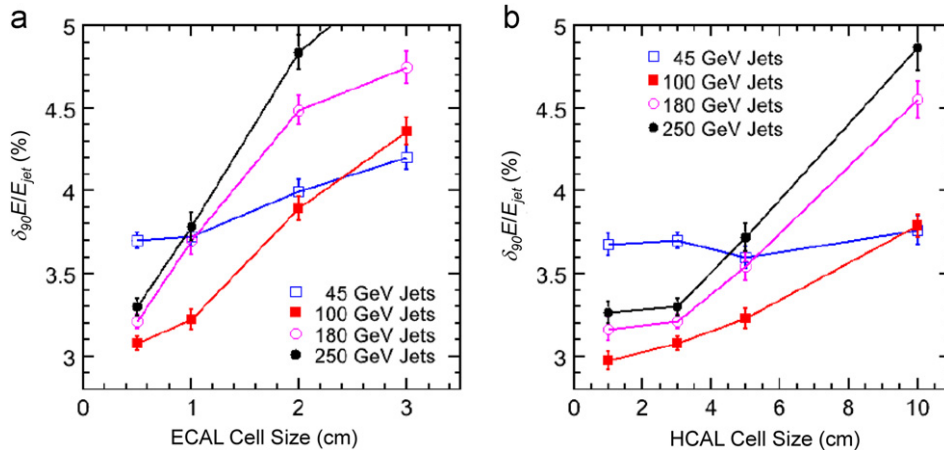 a
5
4.5
4
3.5
3
δ90E/Ejet (%)
45 GeV Jets
100 GeV Jets
180 GeV Jets
250 GeV Jets
0 1 2 3
ECAL Cell Size (cm)
b
5
4.5
4
3.5
3
δ90E/Ejet (%)
45 GeV Jets
100 GeV Jets
180 GeV Jets
250 GeV Jets
0 2 4 6 8 10
HCAL Cell Size (cm)